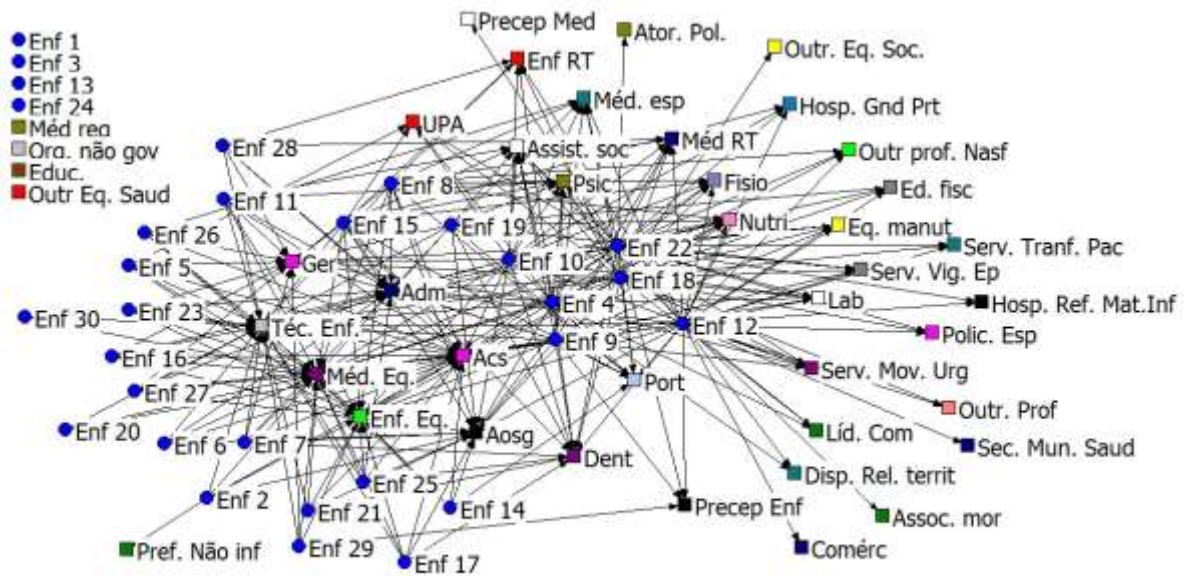 Precep Med
Ator. Pol.
Enf 1
Enf 3
Enf 13
Enf 24
Méd reg
Org. não gov
Educ.
Outr Eq. Saud
Enf RT
Outr. Eq. Soc.
Méd. esp
Hosp. Gnd Prt
UPA
Enf 28
Assist. soc
Méd RT
Outr prof. Nasf
Enf 8
Psic
Fisio
Ed. fisc
Enf 11
Enf 15
Enf 19
Nutri
Eq. manut
Enf 26
Enf 22
Serv. Tranf. Pac
Enf 5
Ger
Enf 10
Enf 18
Serv. Vig. Ep
Adm
Enf 4
Lab
Hosp. Ref. Mat.Inf
Enf 30
Enf 23
Téc. Enf.
Enf 12
Polic. Esp
Enf 9
Enf 16
Acs
Méd. Eq.
Port
Serv. Mov. Urg
Enf 27
Outr. Prof
Enf 20
Enf. Eq.
Enf 6
Enf 7
Aosg
Líd. Com
Sec. Mun. Saud
Dent
Disp. Rel. territ
Enf 25
Enf 2
Enf 21
Enf 14
Precep Enf
Assoc. mor
Pref. Não inf
Enf 29
Enf 17
Comérc